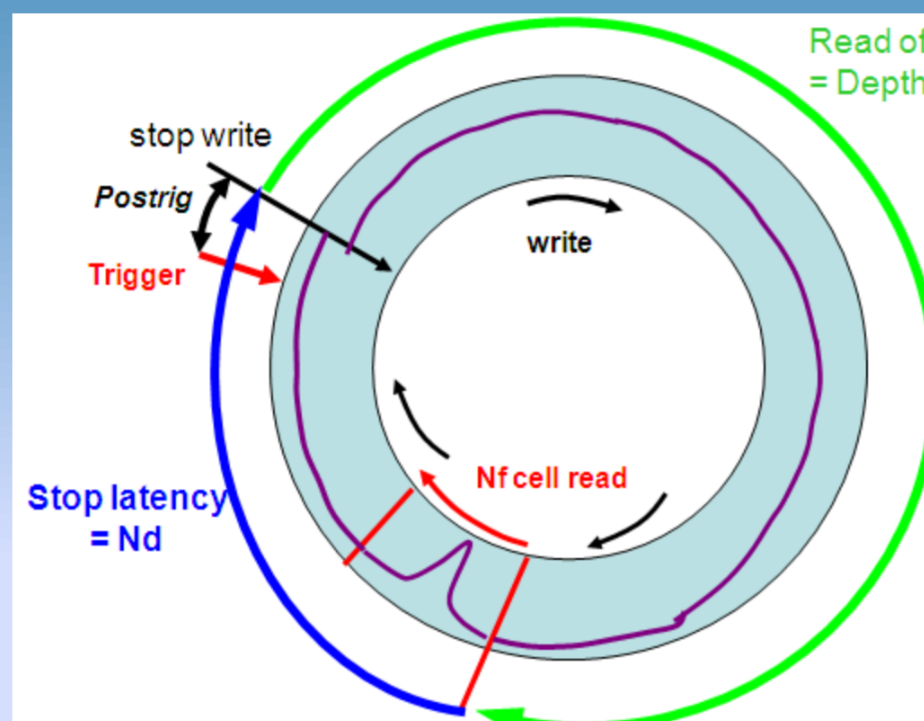 Read of
= Depth
stop write
Postrig
Trigger
write
Nf cell read
Stop latency
= Nd